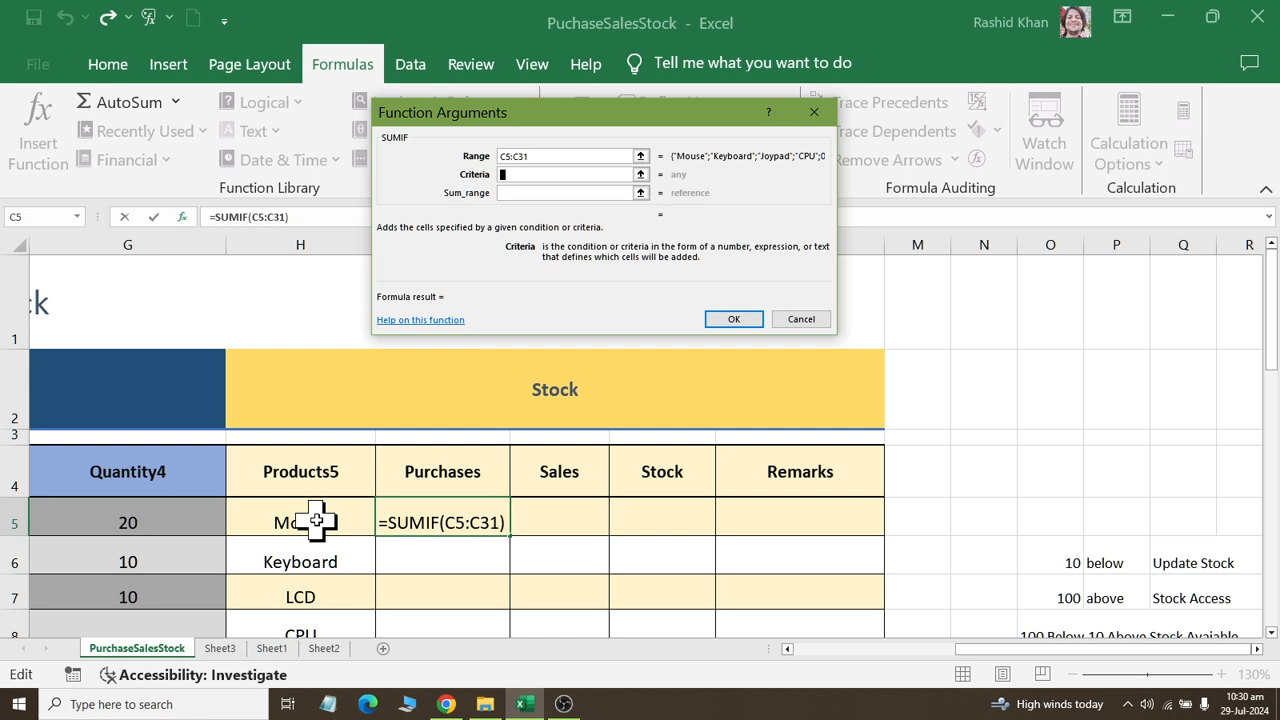 PuchaseSalesStock - Excel
Rashid Khan
File Home Insert Page Layout Formulas Data Review View Help Tell me what you want to do
fx Insert Function
AutoSum
Recently Used
Financial
Logical
Text
Date & Time
Function Library
Trace Precedents
Trace Dependents
Remove Arrows
Formula Auditing
Watch Window
Calculation Options
Calculation
Function Arguments ?
SUMIF
Range C5:C31 = {"Mouse";"Keyboard";"Joypad";"CPU";0
Criteria = any
Sum_range = reference
=
Adds the cells specified by a given condition or criteria.
Criteria is the condition or criteria in the form of a number, expression, or text
that defines which cells will be added.
Formula result =
Help on this function
OK Cancel
C5 fx =SUMIF(C5:C31)
G H M N O P Q R
1 ck
2 Stock
3
4 Quantity4 Products5 Purchases Sales Stock Remarks
5 20 =SUMIF(C5:C31)
6 10 Keyboard 10 below Update Stock
7 10 LCD 100 above Stock Access
8 CPU 100 Below 10 Above Stock Avaiable
PurchaseSalesStock Sheet3 Sheet1 Sheet2
Edit Accessibility: Investigate 130%
Type here to search
High winds today
10:30 am
29-Jul-2024